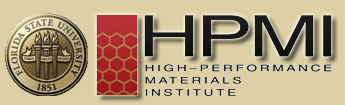 FLORIDA STATE UNIVERSITY
1851
HPMI
HIGH-PERFORMANCE
MATERIALS
INSTITUTE